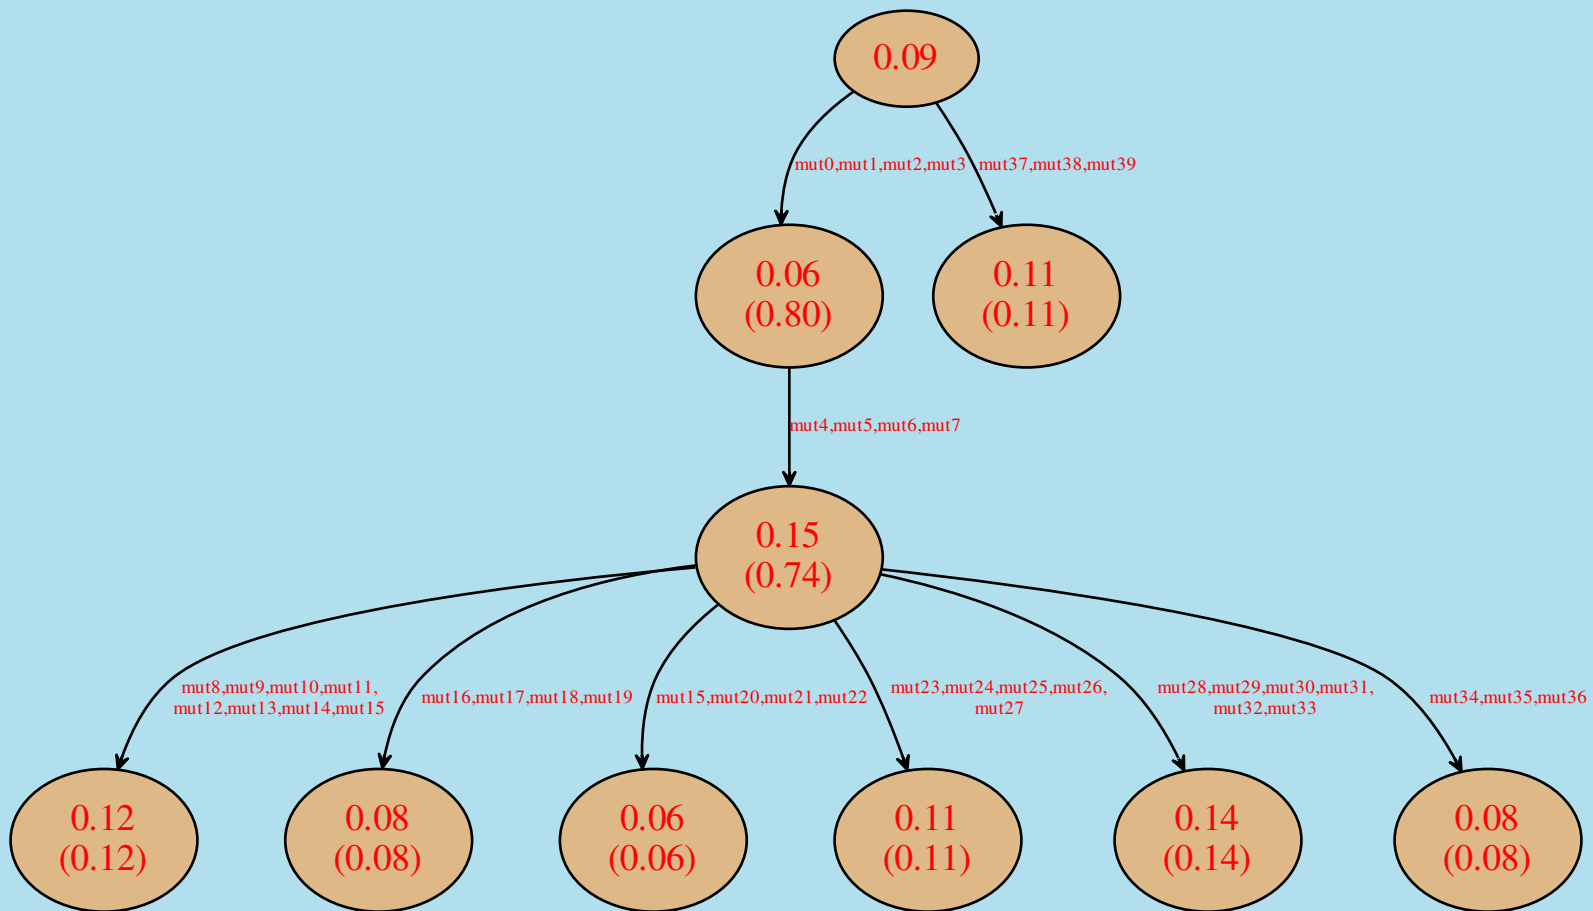 0.09
mut0,mut1,mut2,mut3
mut37,mut38,mut39
0.06
(0.80)
0.11
(0.11)
mut4,mut5,mut6,mut7
0.15
(0.74)
mut8,mut9,mut10,mut11,
mut12,mut13,mut14,mut15
mut16,mut17,mut18,mut19
mut15,mut20,mut21,mut22
mut23,mut24,mut25,mut26,
mut27
mut28,mut29,mut30,mut31,
mut32,mut33
mut34,mut35,mut36
0.12
(0.12)
0.08
(0.08)
0.06
(0.06)
0.11
(0.11)
0.14
(0.14)
0.08
(0.08)